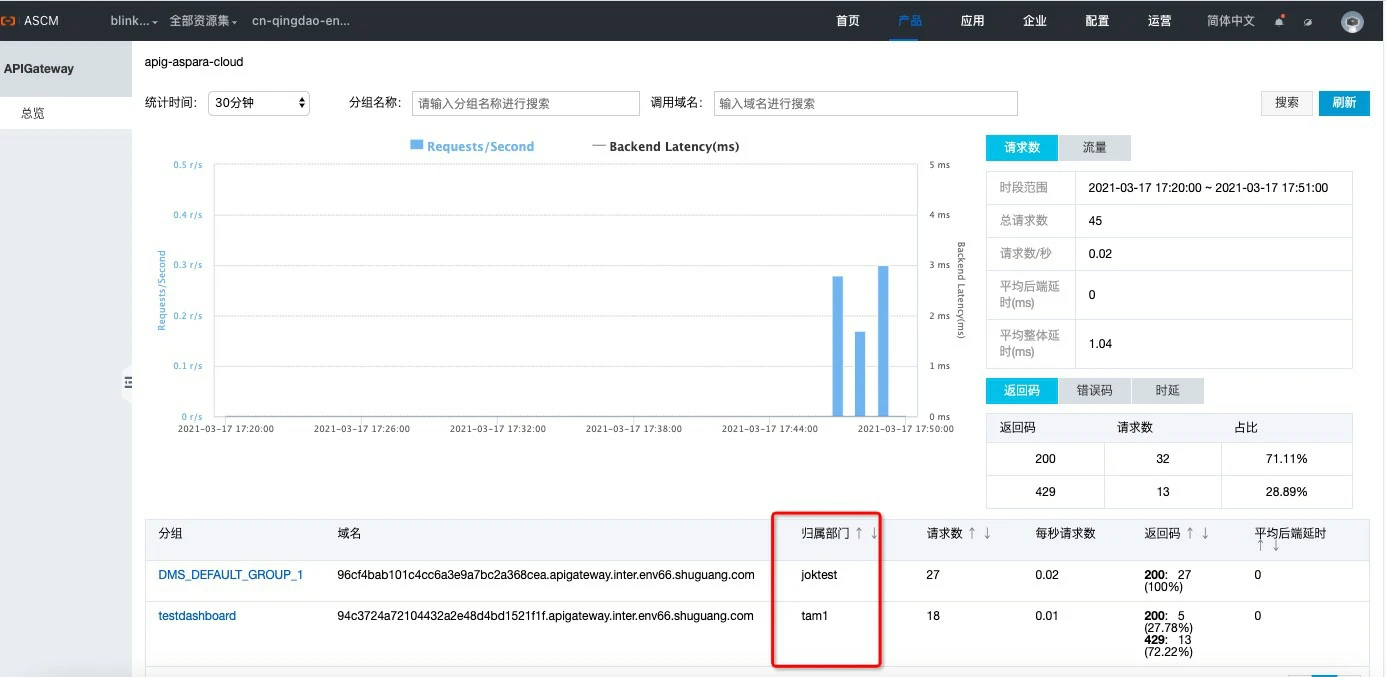 ASCM blink... 全部资源集 cn-qingdao-en... 首页 产品 应用 企业 配置 运营 简体中文
APIGateway
总览
apig-aspara-cloud
统计时间: 30分钟 分组名称: 请输入分组名称进行搜索 调用域名: 输入域名进行搜索 搜索 刷新
Requests/Second Backend Latency(ms)
0.5 r/s
0.4 r/s
0.3 r/s
0.2 r/s
0.1 r/s
0 r/s
Requests/Second
5 ms
4 ms
3 ms
2 ms
1 ms
0 ms
Backend Latency(ms)
2021-03-17 17:20:00 2021-03-17 17:26:00 2021-03-17 17:32:00 2021-03-17 17:38:00 2021-03-17 17:44:00 2021-03-17 17:50:00
请求数 流量
时段范围 2021-03-17 17:20:00 ~ 2021-03-17 17:51:00
总请求数 45
请求数/秒 0.02
平均后端延
时(ms) 0
平均整体延
时(ms) 1.04
返回码 错误码 时延
返回码 请求数 占比
200 32 71.11%
429 13 28.89%
分组 域名 归属部门 ↑ ↓ 请求数 ↑ ↓ 每秒请求数 返回码 ↑ ↓ 平均后端延时
↑ ↓
DMS_DEFAULT_GROUP_1 96cf4bab101c4cc6a3e9a7bc2a368cea.apigateway.inter.env66.shuguang.com joktest 27 0.02 200: 27 0
(100%)
testdashboard 94c3724a72104432a2e48d4bd1521f1f.apigateway.inter.env66.shuguang.com tam1 18 0.01 200: 5 0
(27.78%)
429: 13
(72.22%)